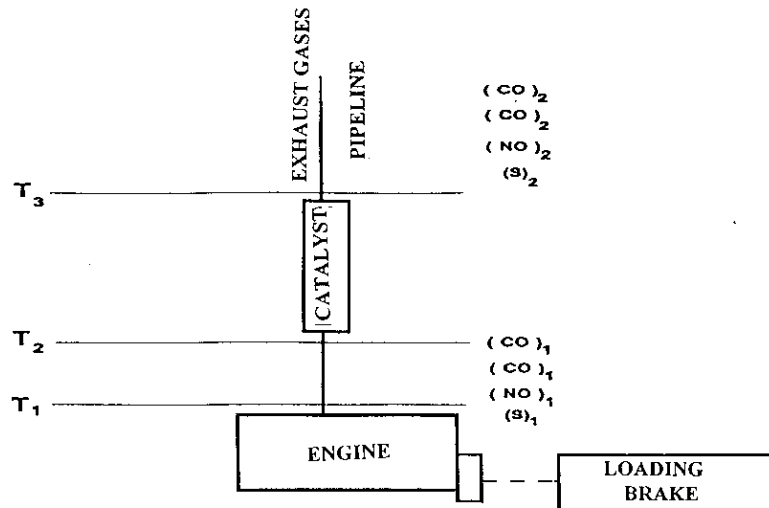 EXHAUST GASES
PIPELINE
( CO )2
( CO )2
( NO )2
(S)2
T3
CATALYST
T2
( CO )1
( CO )1
( NO )1
(S)1
T1
ENGINE
LOADING
BRAKE